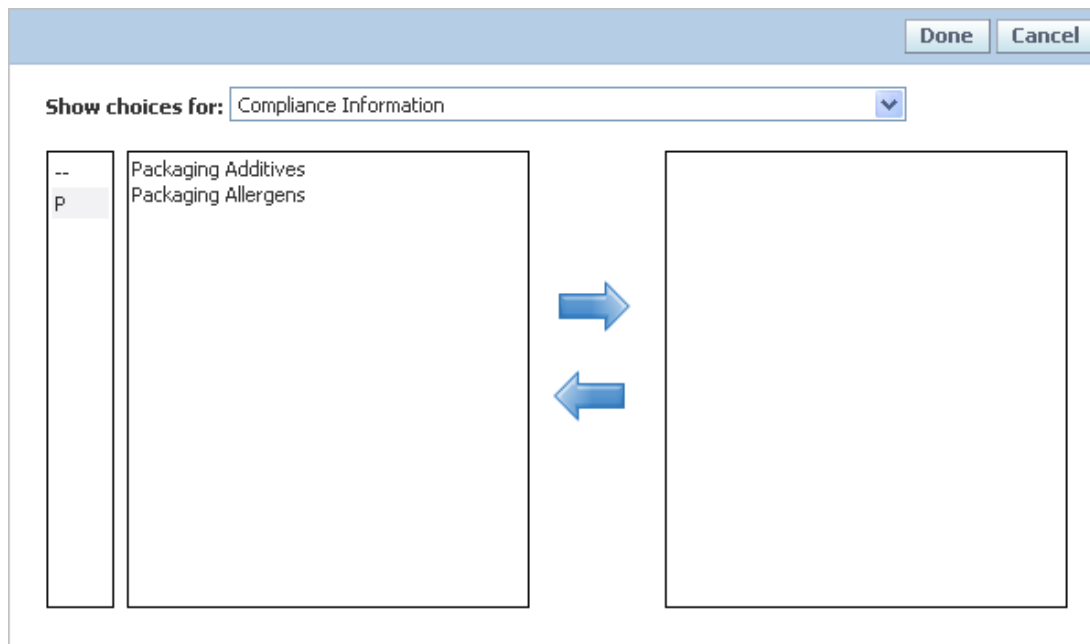 Done Cancel
Show choices for: Compliance Information
--
P
Packaging Additives
Packaging Allergens